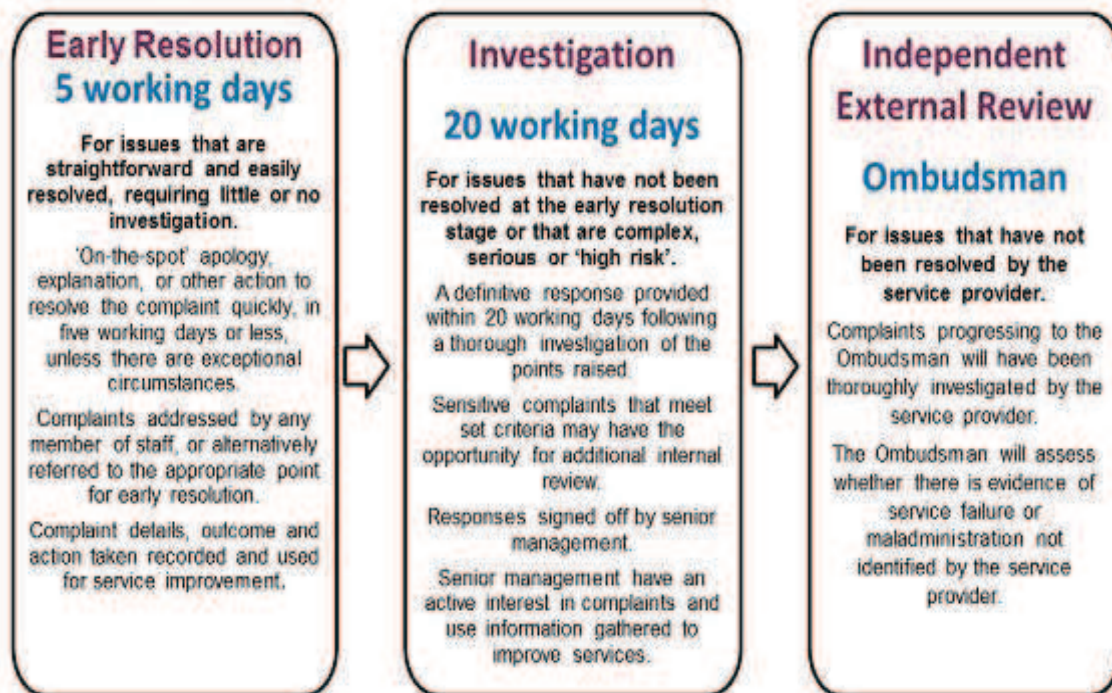 Early Resolution
5 working days
For issues that are
straightforward and easily
resolved, requiring little or no
investigation.
'On-the-spot' apology,
explanation, or other action to
resolve the complaint quickly, in
five working days or less,
unless there are exceptional
circumstances.
Complaints addressed by any
member of staff, or alternatively
referred to the appropriate point
for early resolution.
Complaint details, outcome and
action taken recorded and used
for service improvement.
Investigation
20 working days
For issues that have not been
resolved at the early resolution
stage or that are complex,
serious or 'high risk'.
A definitive response provided
within 20 working days following
a thorough investigation of the
points raised.
Sensitive complaints that meet
set criteria may have the
opportunity for additional internal
review.
Responses signed off by senior
management.
Senior management have an
active interest in complaints and
use information gathered to
improve services.
Independent
External Review
Ombudsman
For issues that have not
been resolved by the
service provider.
Complaints progressing to the
Ombudsman will have been
thoroughly investigated by the
service provider.
The Ombudsman will assess
whether there is evidence of
service failure or
maladministration not
identified by the service
provider.